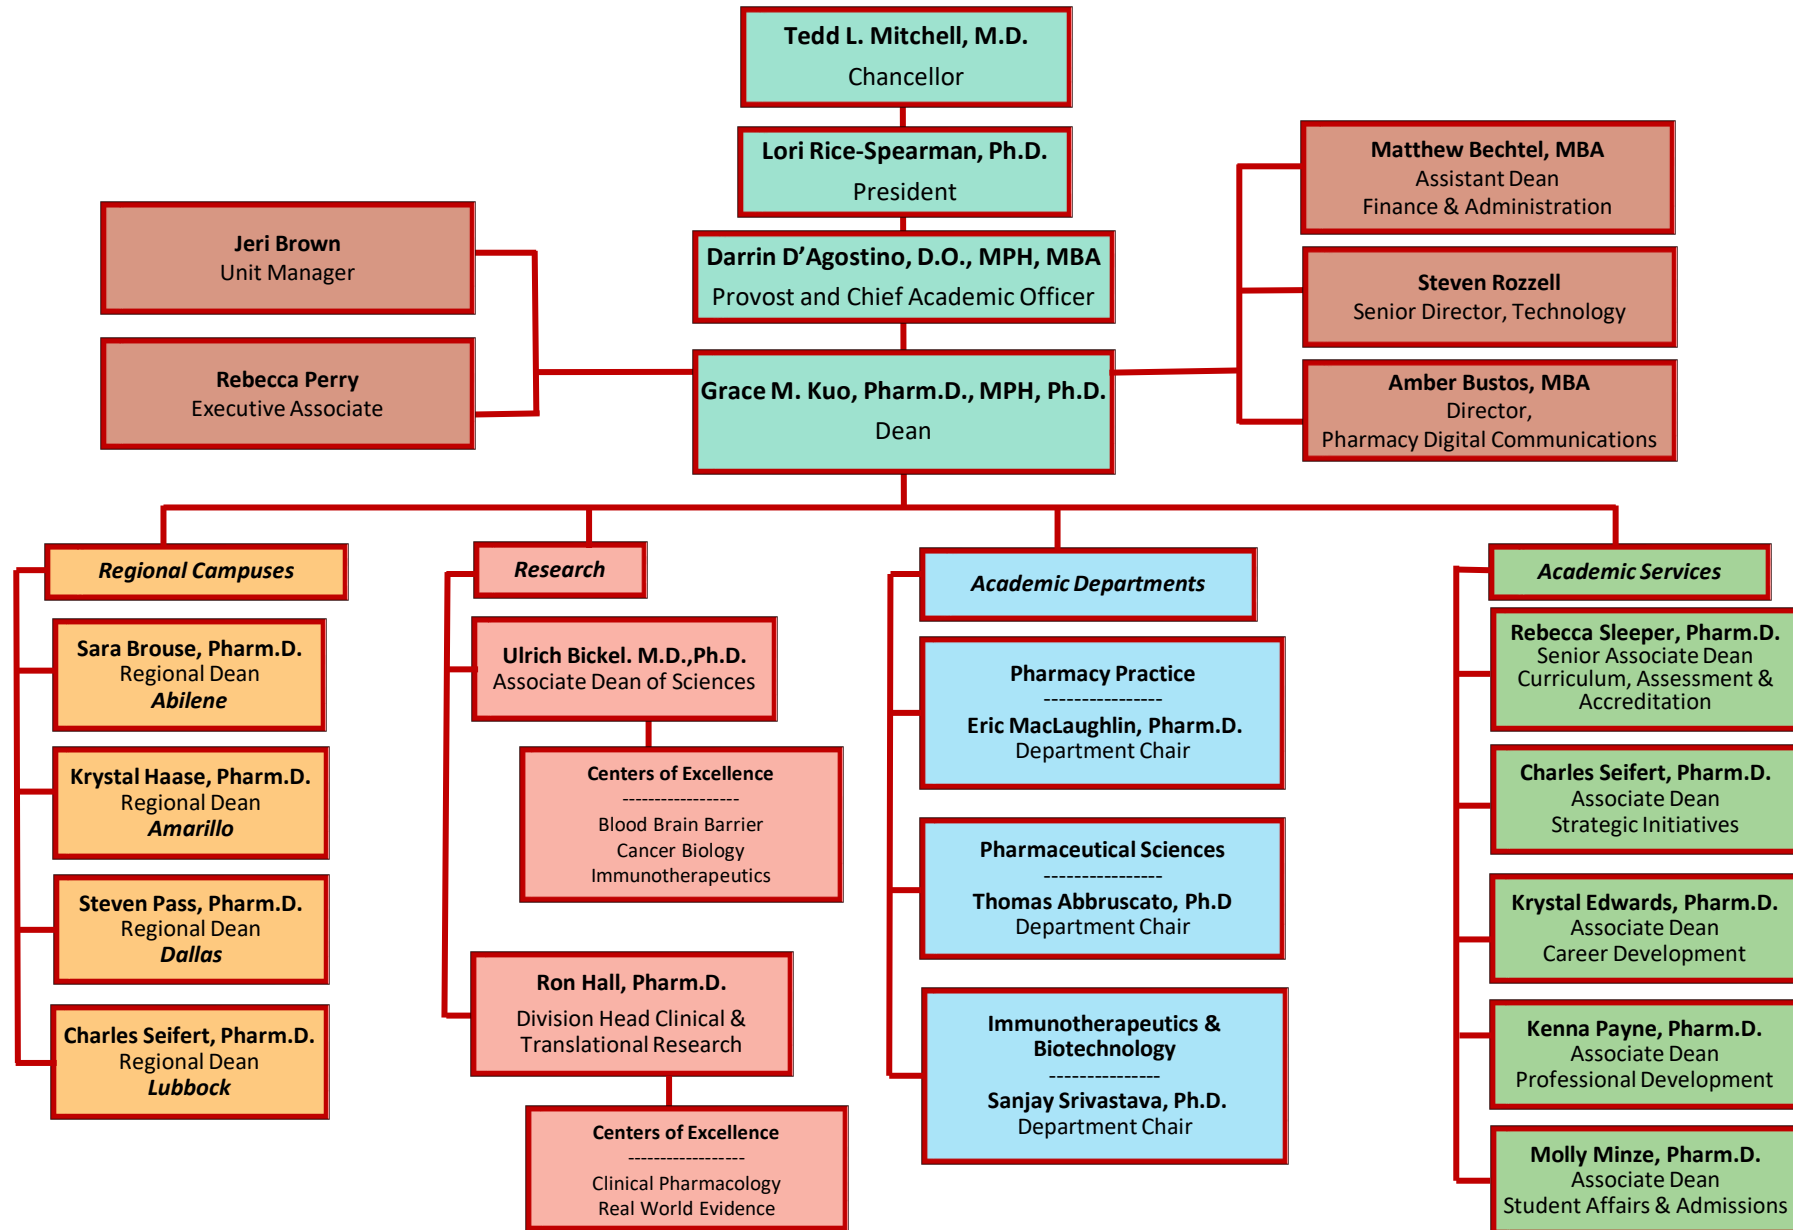 Tedd L. Mitchell, M.D.
Chancellor
Lori Rice-Spearman, Ph.D.
President
Darrin D’Agostino, D.O., MPH, MBA
Provost and Chief Academic Officer
Grace M. Kuo, Pharm.D., MPH, Ph.D.
Dean
Jeri Brown
Unit Manager
Rebecca Perry
Executive Associate
Matthew Bechtel, MBA
Assistant Dean
Finance & Administration
Steven Rozzell
Senior Director, Technology
Amber Bustos, MBA
Director,
Pharmacy Digital Communications
Regional Campuses
Sara Brouse, Pharm.D.
Regional Dean
Abilene
Krystal Haase, Pharm.D.
Regional Dean
Amarillo
Steven Pass, Pharm.D.
Regional Dean
Dallas
Charles Seifert, Pharm.D.
Regional Dean
Lubbock
Research
Ulrich Bickel. M.D.,Ph.D.
Associate Dean of Sciences
Centers of Excellence
------------------
Blood Brain Barrier
Cancer Biology
Immunotherapeutics
Ron Hall, Pharm.D.
Division Head Clinical &
Translational Research
Centers of Excellence
------------------
Clinical Pharmacology
Real World Evidence
Academic Departments
Pharmacy Practice
----------------
Eric MacLaughlin, Pharm.D.
Department Chair
Pharmaceutical Sciences
----------------
Thomas Abbruscato, Ph.D
Department Chair
Immunotherapeutics &
Biotechnology
---------------
Sanjay Srivastava, Ph.D.
Department Chair
Academic Services
Rebecca Sleeper, Pharm.D.
Senior Associate Dean
Curriculum, Assessment &
Accreditation
Charles Seifert, Pharm.D.
Associate Dean
Strategic Initiatives
Krystal Edwards, Pharm.D.
Associate Dean
Career Development
Kenna Payne, Pharm.D.
Associate Dean
Professional Development
Molly Minze, Pharm.D.
Associate Dean
Student Affairs & Admissions